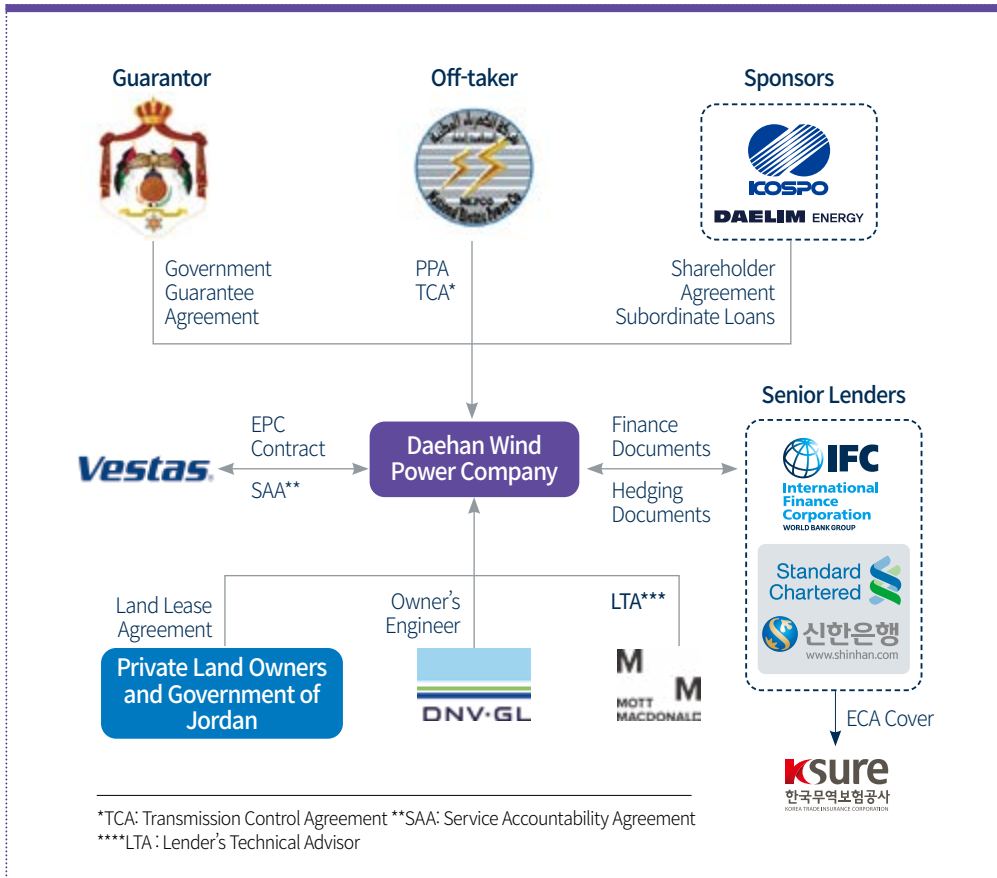 Guarantor
Off-taker
Sponsors
KOSPO
DAELIM ENERGY
Government
Guarantee
Agreement
PPA
TCA*
Shareholder
Agreement
Subordinate Loans
Senior Lenders
EPC
Contract
SAA**
Vestas®
Daehan Wind
Power Company
Finance
Documents
Hedging
Documents
IFC
International
Finance
Corporation
WORLD BANK GROUP
Standard
Chartered
신한은행
www.shinhan.com
Land Lease
Agreement
Owner's
Engineer
LTA***
Private Land Owners
and Government of
Jordan
DNV·GL
M
M
MOTT
MACDONALD
ECA Cover
Ksure
한국무역보험공사
KOREA TRADE INSURANCE CORPORATION
*TCA: Transmission Control Agreement **SAA: Service Accountability Agreement
****LTA : Lender's Technical Advisor